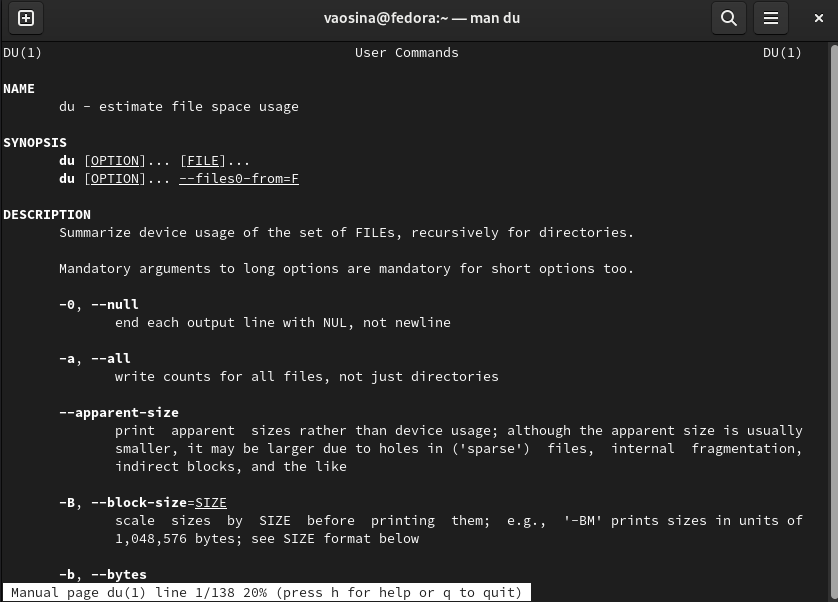 vaosina@fedora:~ — man du
DU(1) User Commands DU(1)
NAME
du - estimate file space usage
SYNOPSIS
du [OPTION]... [FILE]...
du [OPTION]... --files0-from=F
DESCRIPTION
Summarize device usage of the set of FILEs, recursively for directories.
Mandatory arguments to long options are mandatory for short options too.
-0, --null
end each output line with NUL, not newline
-a, --all
write counts for all files, not just directories
--apparent-size
print apparent sizes rather than device usage; although the apparent size is usually
smaller, it may be larger due to holes in ('sparse') files, internal fragmentation,
indirect blocks, and the like
-B, --block-size=SIZE
scale sizes by SIZE before printing them; e.g., '-BM' prints sizes in units of
1,048,576 bytes; see SIZE format below
-b, --bytes
Manual page du(1) line 1/138 20% (press h for help or q to quit)